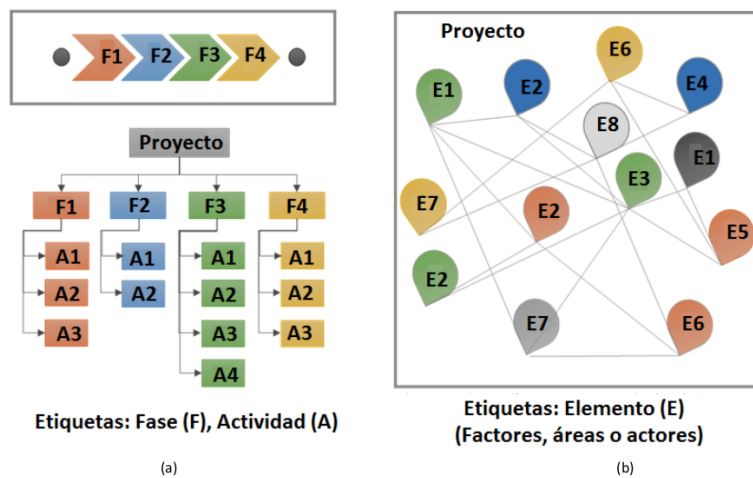 F1 F2 F3 F4
Proyecto
F1 F2 F3 F4
A1 A1 A1 A1
A2 A2 A2 A2
A3 A3 A3
A4
Etiquetas: Fase (F), Actividad (A)
(a)
Proyecto
E6
E1 E2 E4
E8
E1
E3
E7 E2 E5
E2
E7 E6
Etiquetas: Elemento (E)
(Factores, áreas o actores)
(b)